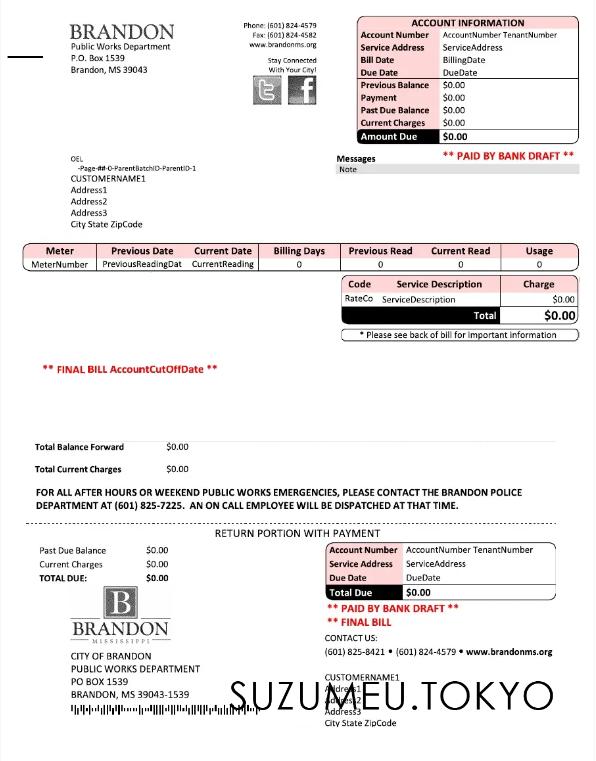 BRANDON
Public Works Department
P.O. Box 1539
Brandon, MS 39043
Phone: (601) 824-4579
Fax: (601) 824-4582
www.brandonms.org
Stay Connected
With Your City!
t f
ACCOUNT INFORMATION
Account Number AccountNumber TenantNumber
Service Address ServiceAddress
Bill Date BillingDate
Due Date DueDate
Previous Balance $0.00
Payment $0.00
Past Due Balance $0.00
Current Charges $0.00
Amount Due $0.00
OEL
-Page-##-0-ParentBatchID-ParentID-1
CUSTOMERNAME1
Address1
Address2
Address3
City State ZipCode
Messages ** PAID BY BANK DRAFT **
Note
Meter Previous Date Current Date Billing Days Previous Read Current Read Usage
MeterNumber PreviousReadingDat CurrentReading 0 0 0 0
Code Service Description Charge
RateCo ServiceDescription $0.00
Total $0.00
* Please see back of bill for important information
** FINAL BILL AccountCutOffDate **
Total Balance Forward $0.00
Total Current Charges $0.00
FOR ALL AFTER HOURS OR WEEKEND PUBLIC WORKS EMERGENCIES, PLEASE CONTACT THE BRANDON POLICE
DEPARTMENT AT (601) 825-7225. AN ON CALL EMPLOYEE WILL BE DISPATCHED AT THAT TIME.
RETURN PORTION WITH PAYMENT
Past Due Balance $0.00
Current Charges $0.00
TOTAL DUE: $0.00
B
BRANDON
MISSISSIPPI
CITY OF BRANDON
PUBLIC WORKS DEPARTMENT
PO BOX 1539
BRANDON, MS 39043-1539
Account Number AccountNumber TenantNumber
Service Address ServiceAddress
Due Date DueDate
Total Due $0.00
** PAID BY BANK DRAFT **
** FINAL BILL
CONTACT US:
(601) 825-8421 • (601) 824-4579 • www.brandonms.org
CUSTOMERNAME1
Address1
Address2
Address3
City State ZipCode
SUZUMEU.TOKYO